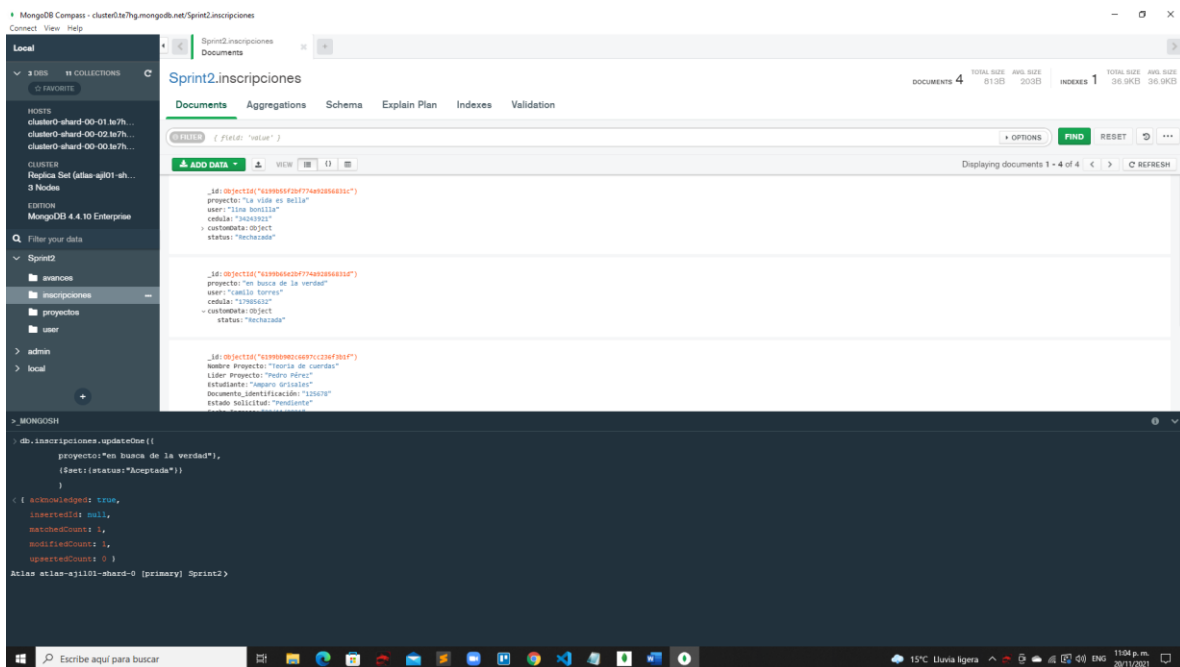 MongoDB Compass - cluster0.te7hg.mongodb.net/Sprint2.inscripciones
Connect View Help
Local
3 DBS 11 COLLECTIONS
FAVORITE
HOSTS
cluster0-shard-00-01.te7h...
cluster0-shard-00-02.te7h...
cluster0-shard-00-00.te7h...
CLUSTER
Replica Set (atlas-ajil01-sh...
3 Nodes
EDITION
MongoDB 4.4.10 Enterprise
Filter your data
Sprint2
avances
inscripciones
proyectos
user
admin
local
Sprint2.inscripciones
Documents
Sprint2.inscripciones
DOCUMENTS 4 TOTAL SIZE 813B AVG. SIZE 203B INDEXES 1 TOTAL SIZE 36.9KB AVG. SIZE 36.9KB
Documents Aggregations Schema Explain Plan Indexes Validation
FILTER { field: 'value' } OPTIONS FIND RESET
ADD DATA VIEW Displaying documents 1 - 4 of 4 REFRESH
proyecto:"La vida es Bella"
user:"lina bonilla"
cedula:"34243921"
customData:Object
status:"Rechazada"
proyecto:"en busca de la verdad"
user:"camilo torres"
cedula:"17985632"
customData:Object
status:"Rechazada"
Nombre Proyecto:"Teoria de cuerdas"
Lider Proyecto:"Pedro Pérez"
Estudiante:"Amparo Grisales"
Documento_identificación:"125678"
Estado Solicitud:"Pendiente"
>_MONGOSH
> db.inscripciones.updateOne({
proyecto:"en busca de la verdad"},
{$set:{status:"Aceptada"}}
)
< { acknowledged: true,
insertedId: null,
matchedCount: 1,
modifiedCount: 1,
upsertedCount: 0 }
Atlas atlas-ajil01-shard-0 [primary] Sprint2>
Escribe aquí para buscar
15°C Lluvia ligera ENG 11:04 p. m.
20/11/2021